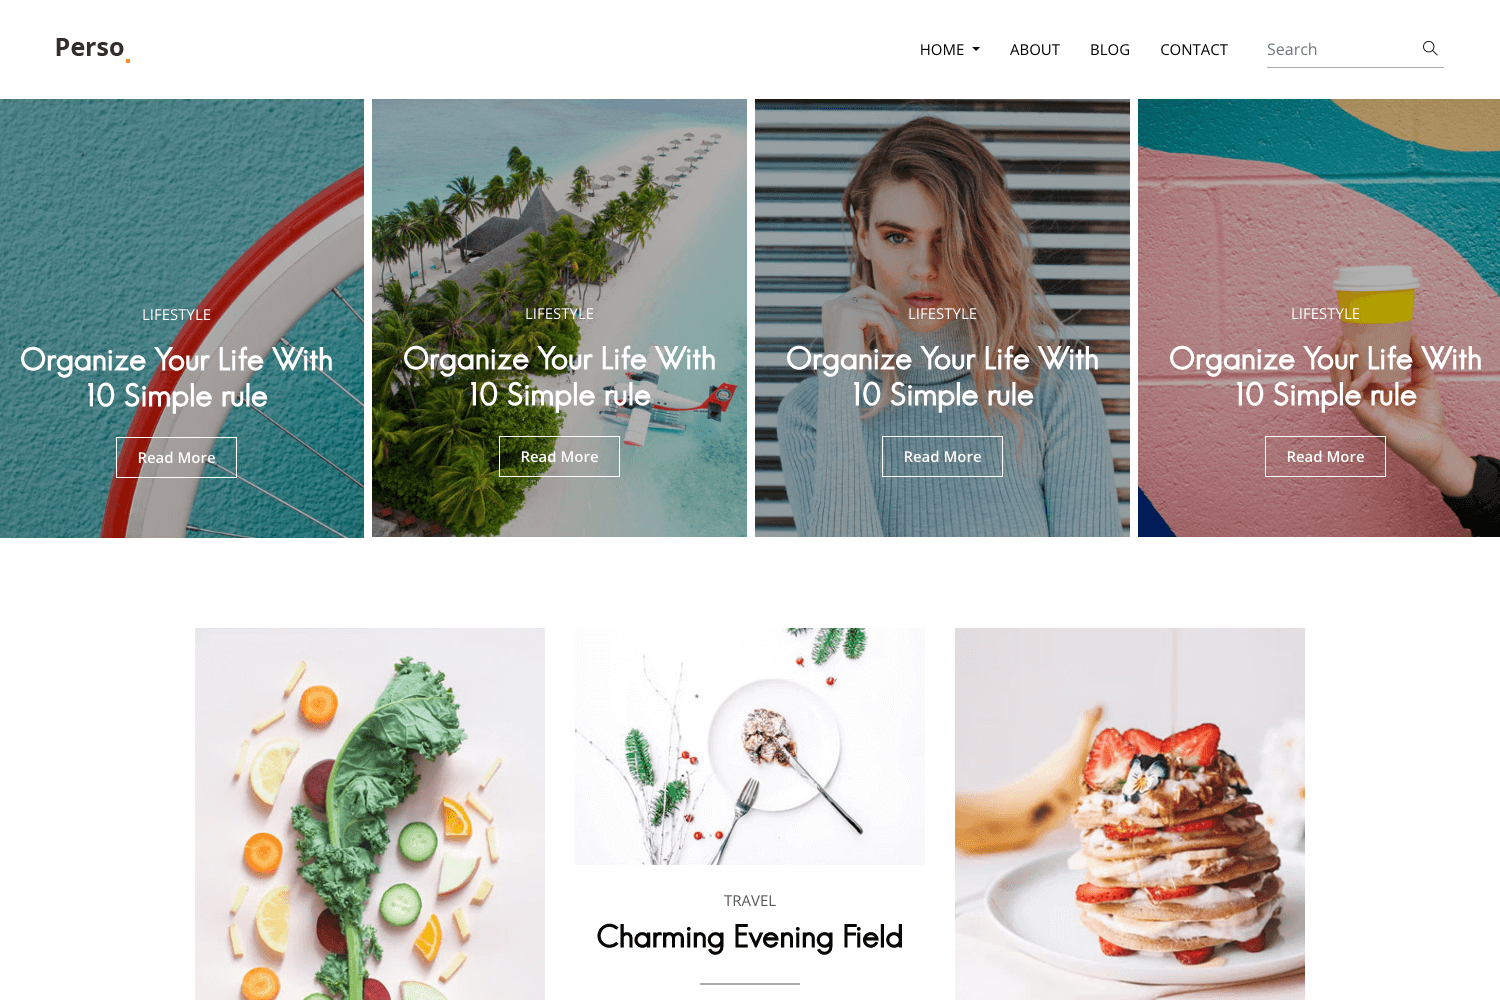 Perso.
HOME
ABOUT
BLOG
CONTACT
Search
LIFESTYLE
Organize Your Life With
10 Simple rule
Read More
LIFESTYLE
Organize Your Life With
10 Simple rule
Read More
LIFESTYLE
Organize Your Life With
10 Simple rule
Read More
LIFESTYLE
Organize Your Life With
10 Simple rule
Read More
TRAVEL
Charming Evening Field